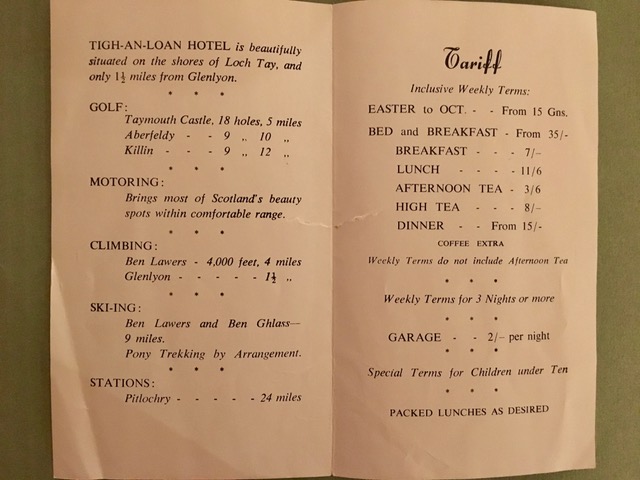 TIGH-AN-LOAN HOTEL is beautifully
situated on the shores of Loch Tay, and
only 1½ miles from Glenlyon.
* * *
GOLF:
Taymouth Castle, 18 holes, 5 miles
Aberfeldy - - 9 ,, 10 ,,
Killin - - - 9 ,, 12 ,,
* * *
MOTORING:
Brings most of Scotland's beauty
spots within comfortable range.
* * *
CLIMBING:
Ben Lawers - 4,000 feet, 4 miles
Glenlyon - - - - - 1½ ,,
* * *
SKI-ING:
Ben Lawers and Ben Ghlass—
9 miles.
Pony Trekking by Arrangement.
* * *
STATIONS:
Pitlochry - - - - - 24 miles
Tariff
Inclusive Weekly Terms:
EASTER to OCT. - - From 15 Gns.
BED and BREAKFAST - From 35/-
BREAKFAST - - - 7/-
LUNCH - - - - 11/6
AFTERNOON TEA - 3/6
HIGH TEA - - - 8/-
DINNER - - From 15/-
COFFEE EXTRA
Weekly Terms do not include Afternoon Tea
* * *
Weekly Terms for 3 Nights or more
* * *
GARAGE - - 2/- per night
* * *
Special Terms for Children under Ten
* * *
PACKED LUNCHES AS DESIRED